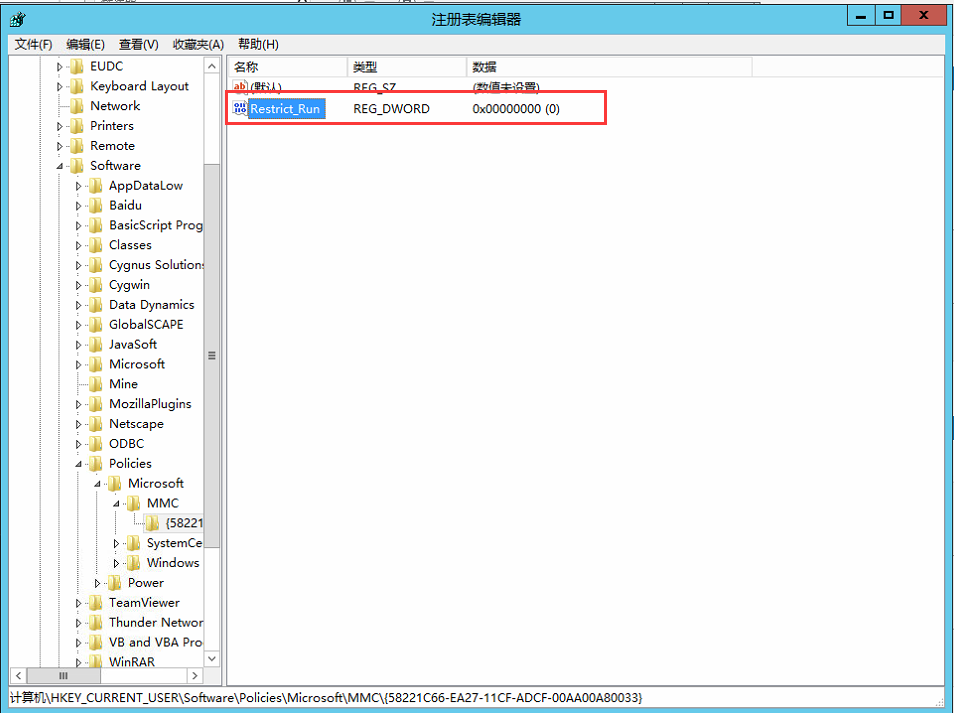 注册表编辑器
文件(F) 编辑(E) 查看(V) 收藏夹(A) 帮助(H)
名称 类型 数据
(默认) REG_SZ (数值未设置)
Restrict_Run REG_DWORD 0x00000000 (0)
EUDC
Keyboard Layout
Network
Printers
Remote
Software
AppDataLow
Baidu
BasicScript Prog
Classes
Cygnus Solutions
Cygwin
Data Dynamics
GlobalSCAPE
JavaSoft
Microsoft
Mine
MozillaPlugins
Netscape
ODBC
Policies
Microsoft
MMC
{58221
SystemCe
Windows
Power
TeamViewer
Thunder Networ
VB and VBA Pro
WinRAR
计算机\HKEY_CURRENT_USER\Software\Policies\Microsoft\MMC\{58221C66-EA27-11CF-ADCF-00AA00A80033}